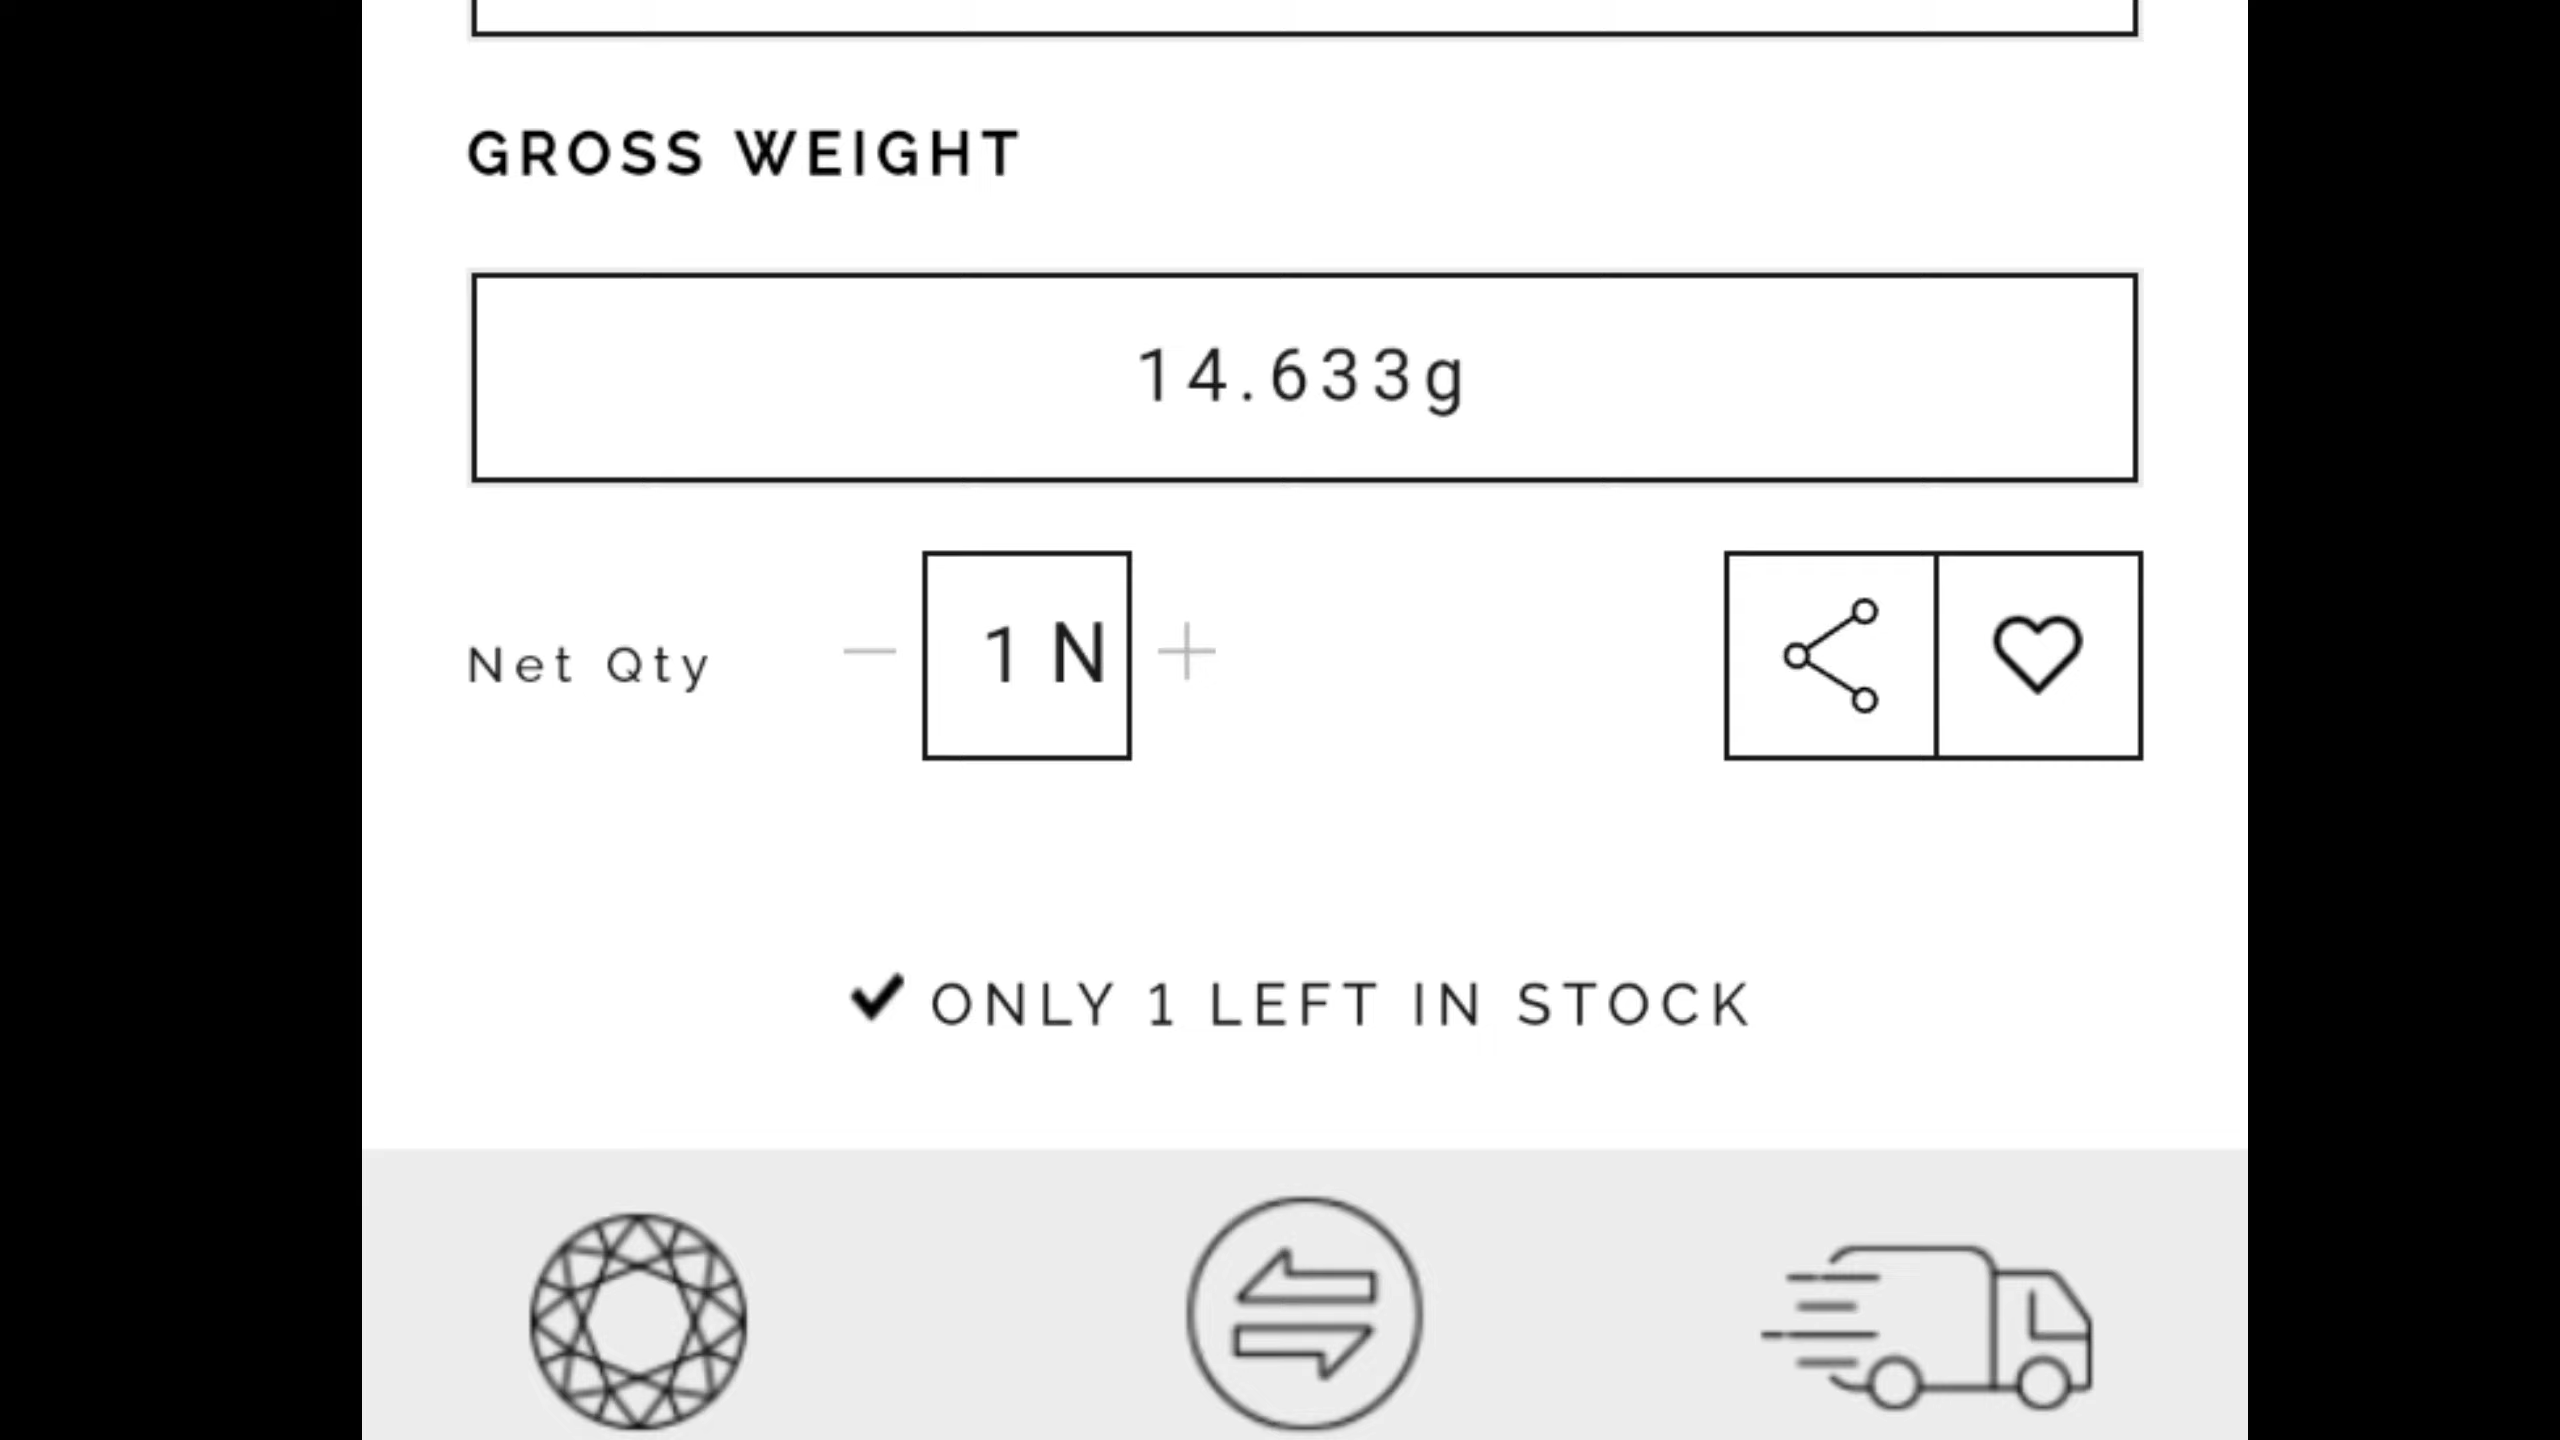 GROSS WEIGHT
14.633g
Net Qty
1 N
ONLY 1 LEFT IN STOCK